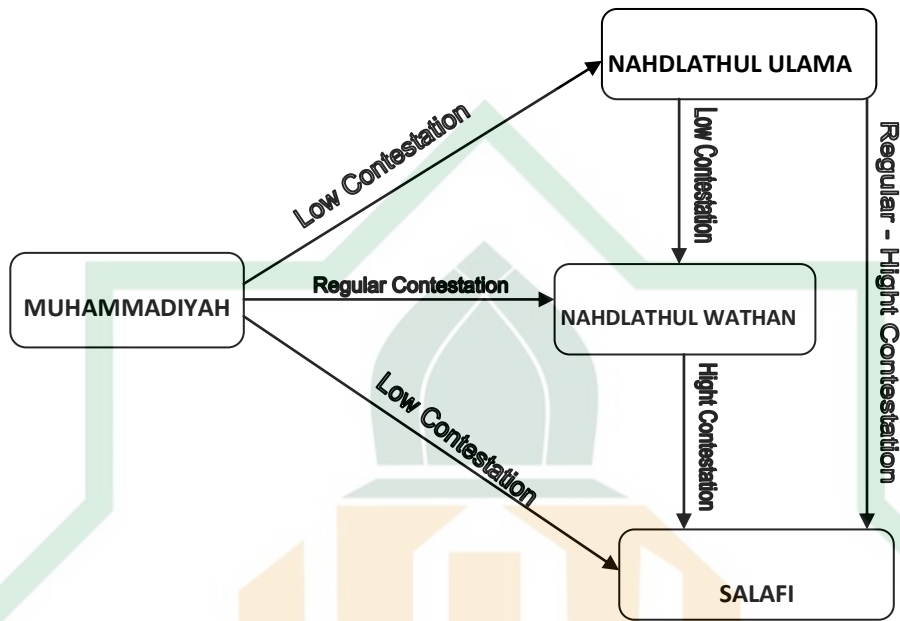 NAHDLATHUL ULAMA
Low Contestation
Low Contestation
Regular - Hight Contestation
MUHAMMADIYAH
Regular Contestation
NAHDLATHUL WATHAN
Low Contestation
Hight Contestation
SALAFI